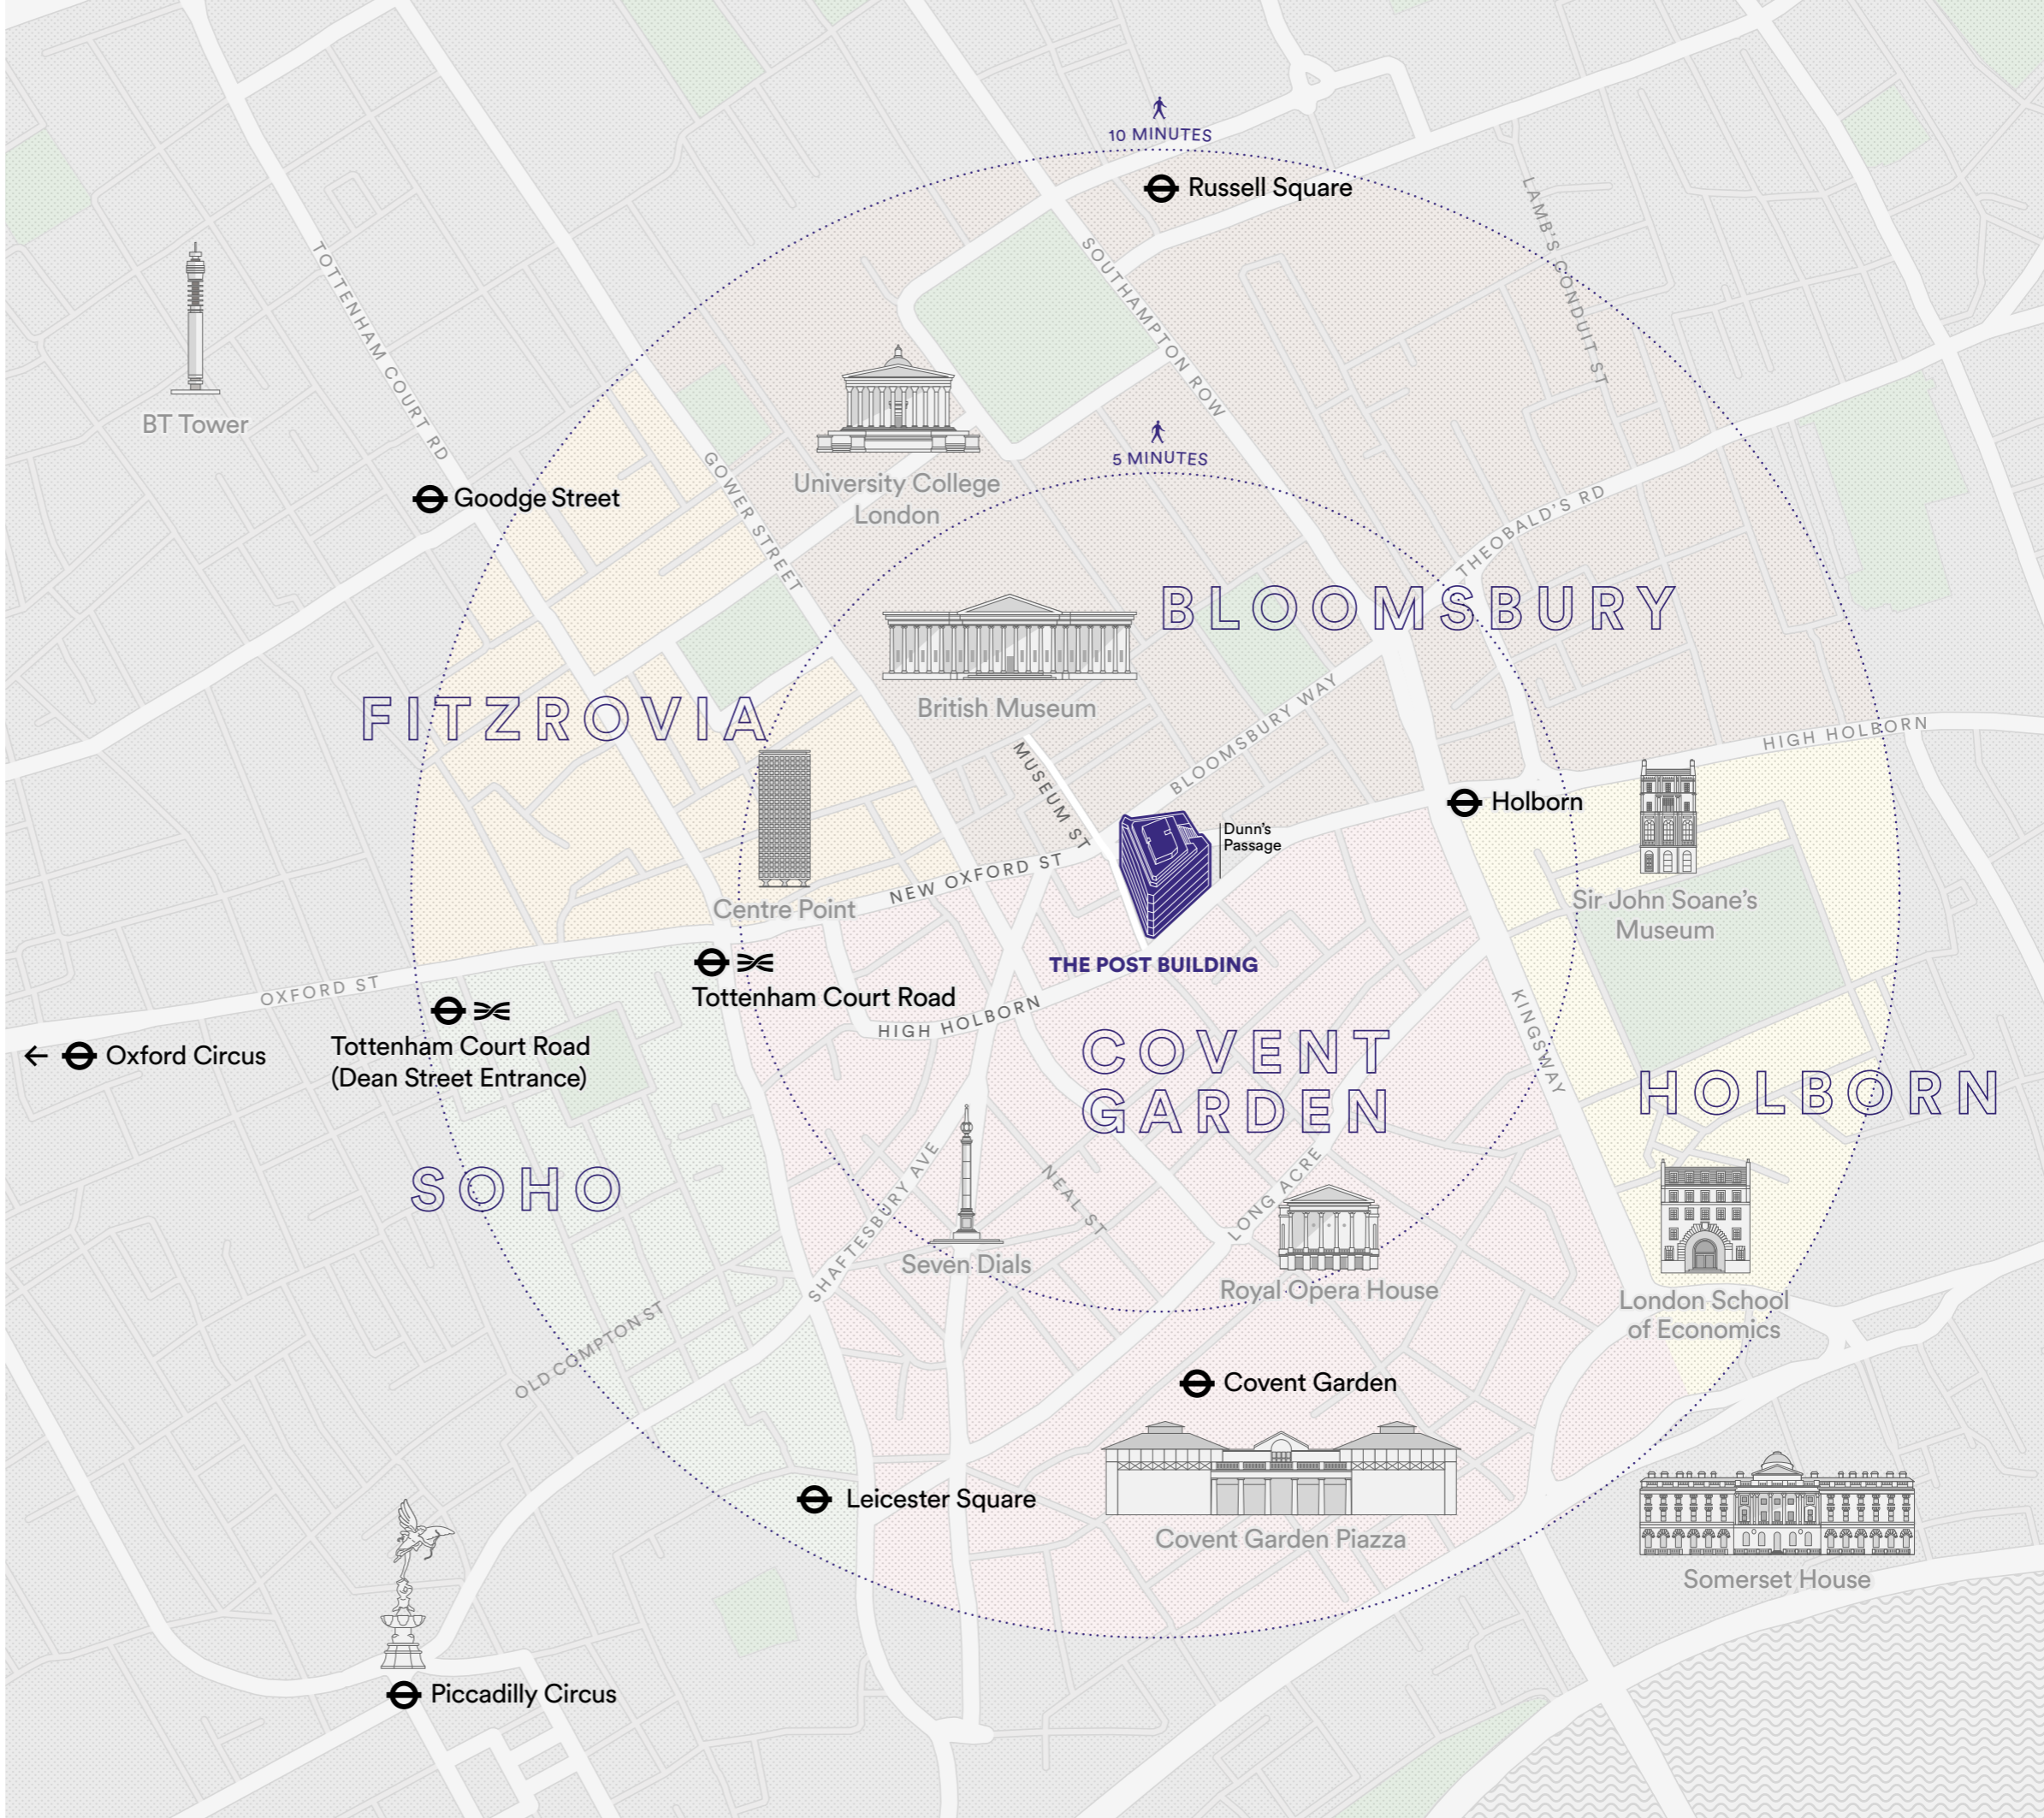 10 MINUTES
Russell Square
LAMB'S CONDUIT ST
SOUTHAMPTON ROW
TOTTENHAM COURT RD
BT Tower
5 MINUTES
GOWER STREET
University College
London
Goodge Street
THEOBALD'S RD
BLOOMSBURY
British Museum
FITZROVIA
BLOOMSBURY WAY
HIGH HOLBORN
MUSEUM ST
Holborn
Dunn's
Passage
NEW OXFORD ST
Centre Point
Sir John Soane's
Museum
THE POST BUILDING
OXFORD ST
Tottenham Court Road
HIGH HOLBORN
KINGSWAY
Oxford Circus
Tottenham Court Road
(Dean Street Entrance)
COVENT
GARDEN
HOLBORN
SOHO
SHAFTESBURY AVE
NEAL ST
LONG ACRE
Seven Dials
Royal Opera House
London School
of Economics
OLD COMPTON ST
Covent Garden
Leicester Square
Covent Garden Piazza
Somerset House
Piccadilly Circus